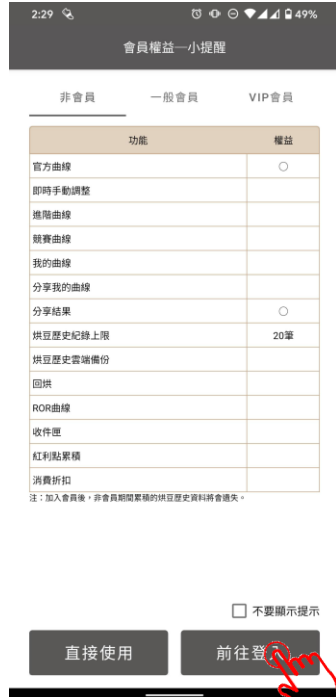 2:29 49%
會員權益—小提醒
非會員 一般會員 VIP會員
功能 權益
官方曲線 ○
即時手動調整
進階曲線
競賽曲線
我的曲線
分享我的曲線
分享結果 ○
烘豆歷史紀錄上限 20筆
烘豆歷史雲端備份
回烘
ROR曲線
收件匣
紅利點累積
消費折扣
注：加入會員後，非會員期間累積的烘豆歷史資料將會遺失。
不要顯示提示
直接使用 前往登入